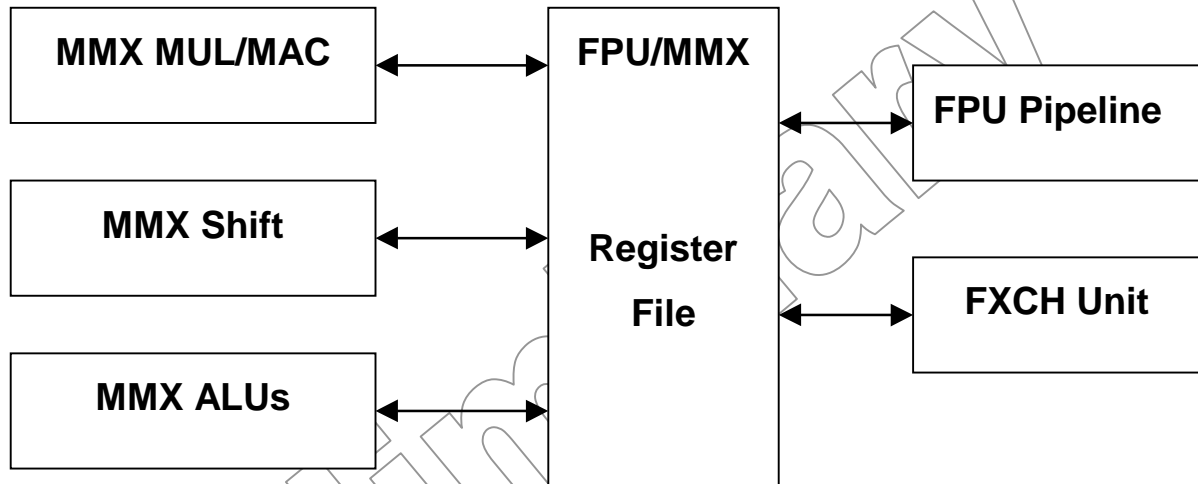 MMX MUL/MAC
MMX Shift
MMX ALUs
FPU/MMX
Register
File
FPU Pipeline
FXCH Unit